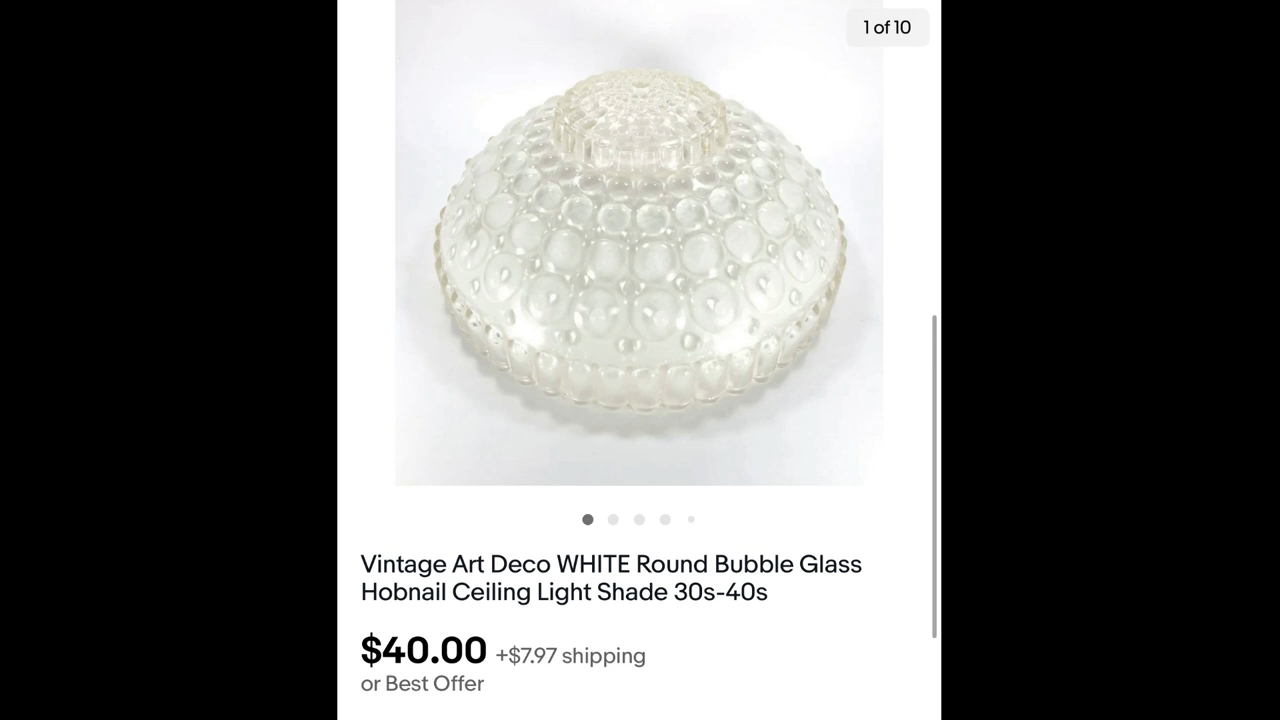 1 of 10
Vintage Art Deco WHITE Round Bubble Glass
Hobnail Ceiling Light Shade 30s-40s
$40.00 +$7.97 shipping
or Best Offer